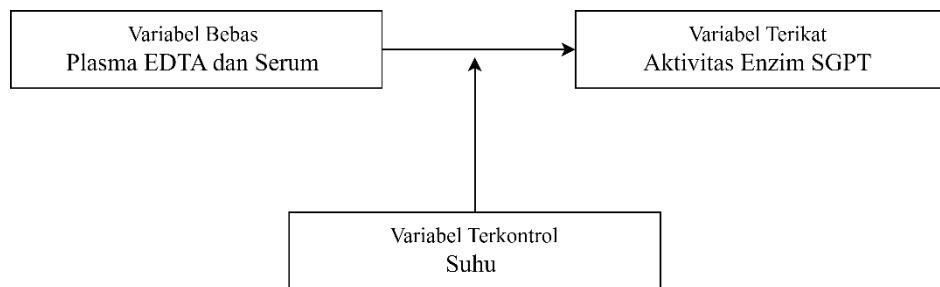 Variabel Bebas
Plasma EDTA dan Serum
Variabel Terikat
Aktivitas Enzim SGPT
Variabel Terkontrol
Suhu